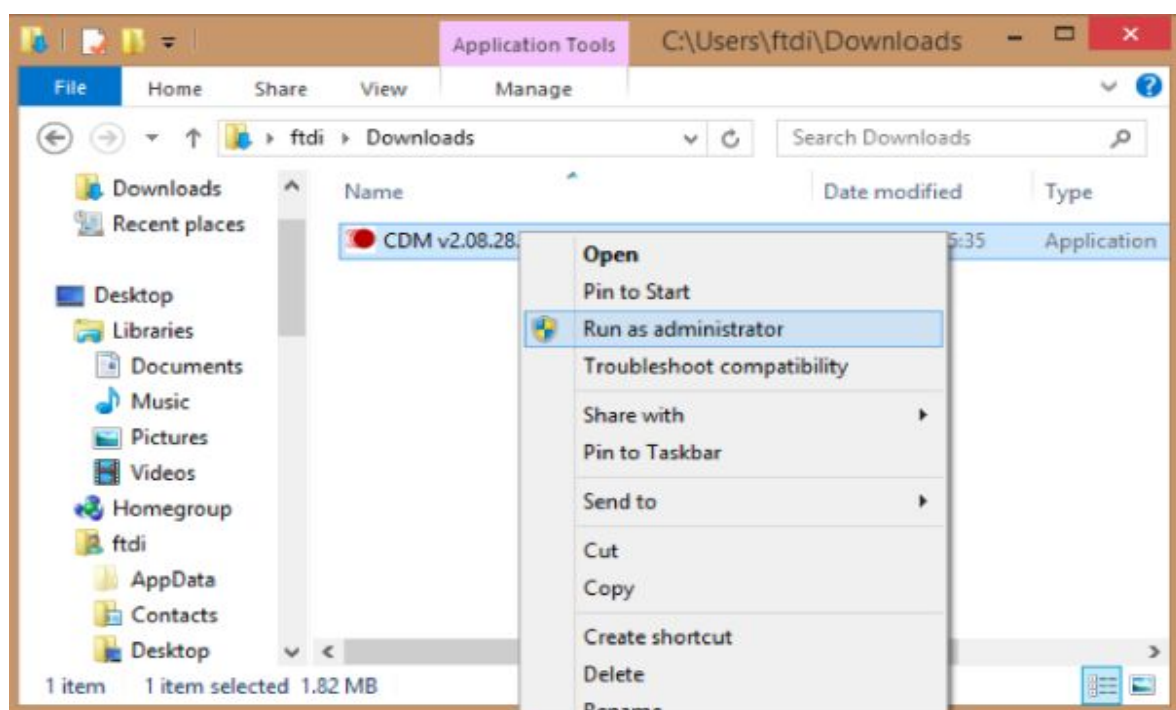 Application Tools
C:\Users\ftdi\Downloads
File Home Share View Manage
ftdi Downloads
Search Downloads
Downloads
Recent places
Desktop
Libraries
Documents
Music
Pictures
Videos
Homegroup
ftdi
AppData
Contacts
Desktop
Name Date modified Type
CDM v2.08.28. 5:35 Application
Open
Pin to Start
Run as administrator
Troubleshoot compatibility
Share with
Pin to Taskbar
Send to
Cut
Copy
Create shortcut
Delete
Rename
1 item 1 item selected 1.82 MB